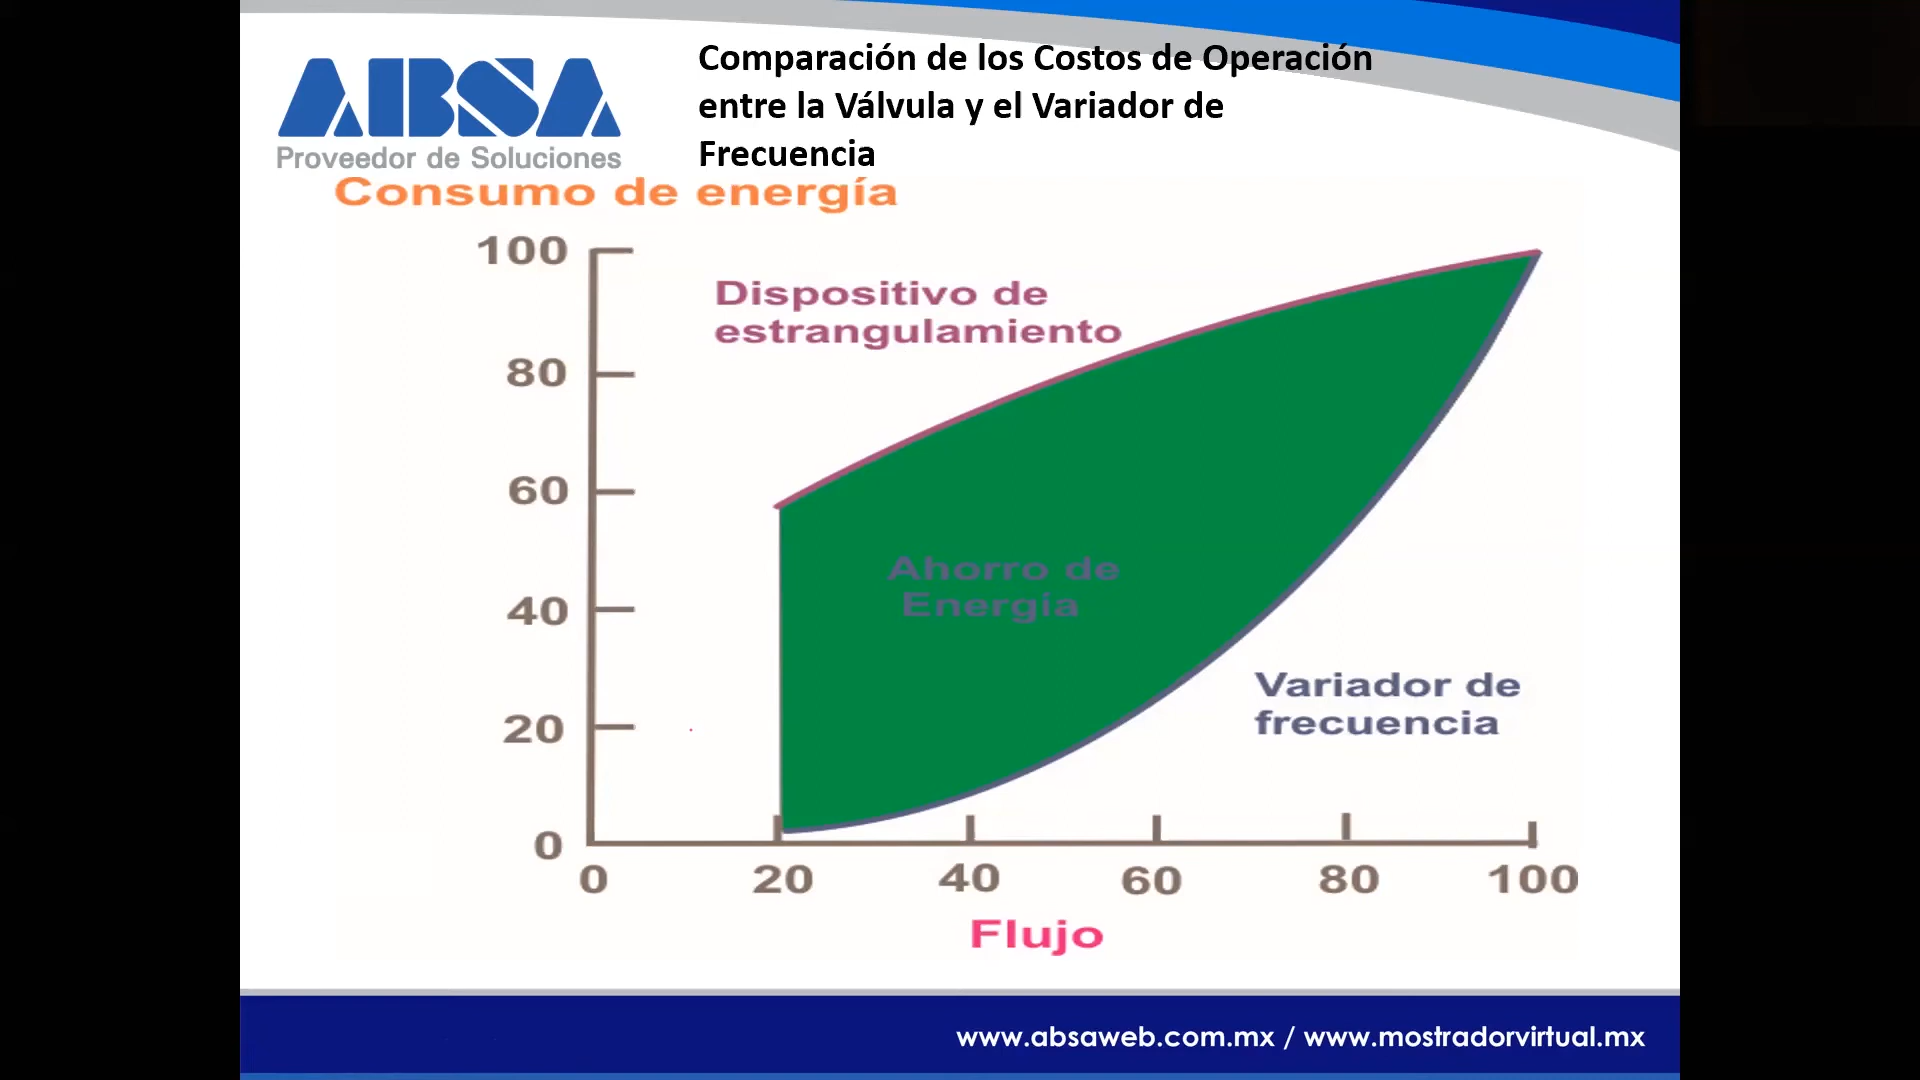 ABSA
Proveedor de Soluciones
Comparación de los Costos de Operación
entre la Válvula y el Variador de
Frecuencia
Consumo de energía
100
80
60
40
20
0
Dispositivo de
estrangulamiento
Ahorro de
Energía
Variador de
frecuencia
0 20 40 60 80 100
Flujo
www.absaweb.com.mx / www.mostradorvirtual.mx